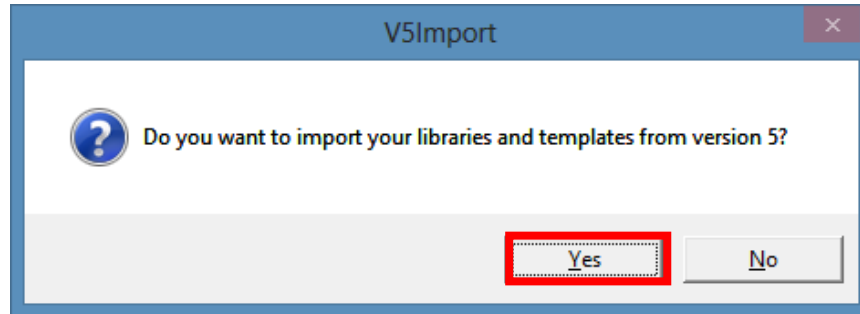 V5Import
Do you want to import your libraries and templates from version 5?
Yes
No